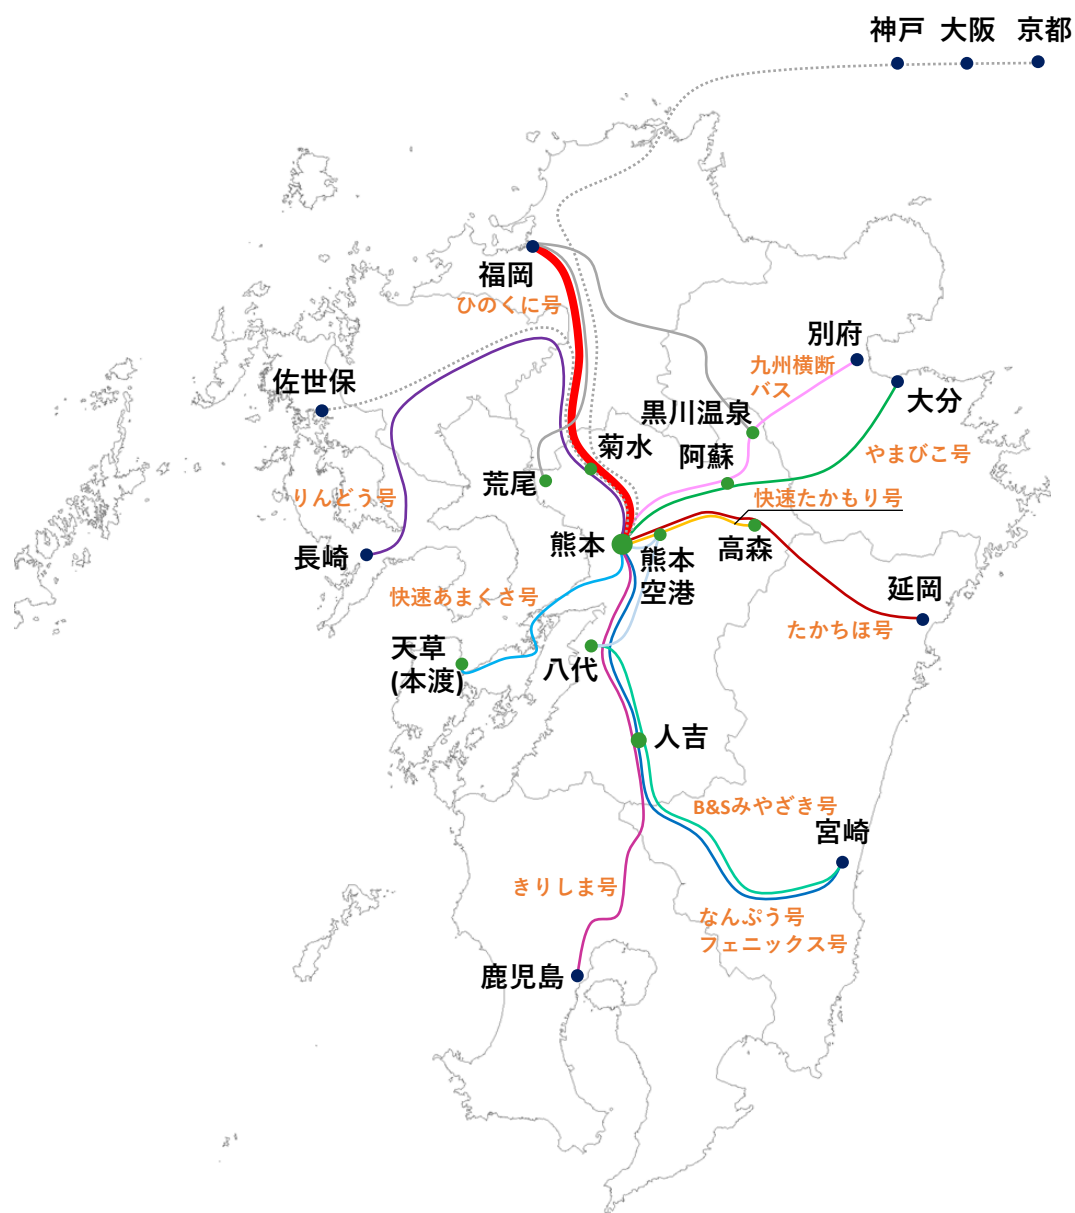 神戸 大阪 京都
福岡
ひのくに号
別府
九州横断
バス
佐世保
大分
黒川温泉
菊水
阿蘇
やまびこ号
荒尾
りんどう号
快速たかもり号
熊本
高森
長崎
熊本
空港
延岡
快速あまくさ号
たかちほ号
天草
(本渡)
八代
人吉
B&Sみやざき号
宮崎
きりしま号
なんぷう号
フェニックス号
鹿児島